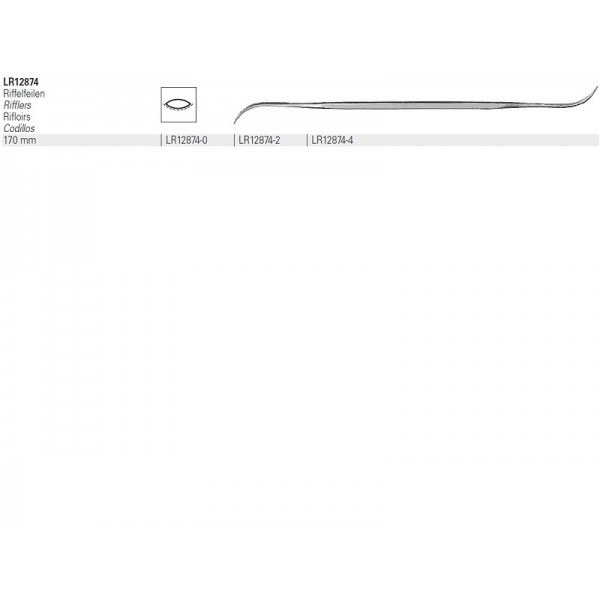 LR12874
Riffelfeilen
Rifflers
Rifloirs
Codillos
170 mm | LR12874-0 | LR12874-2 | LR12874-4